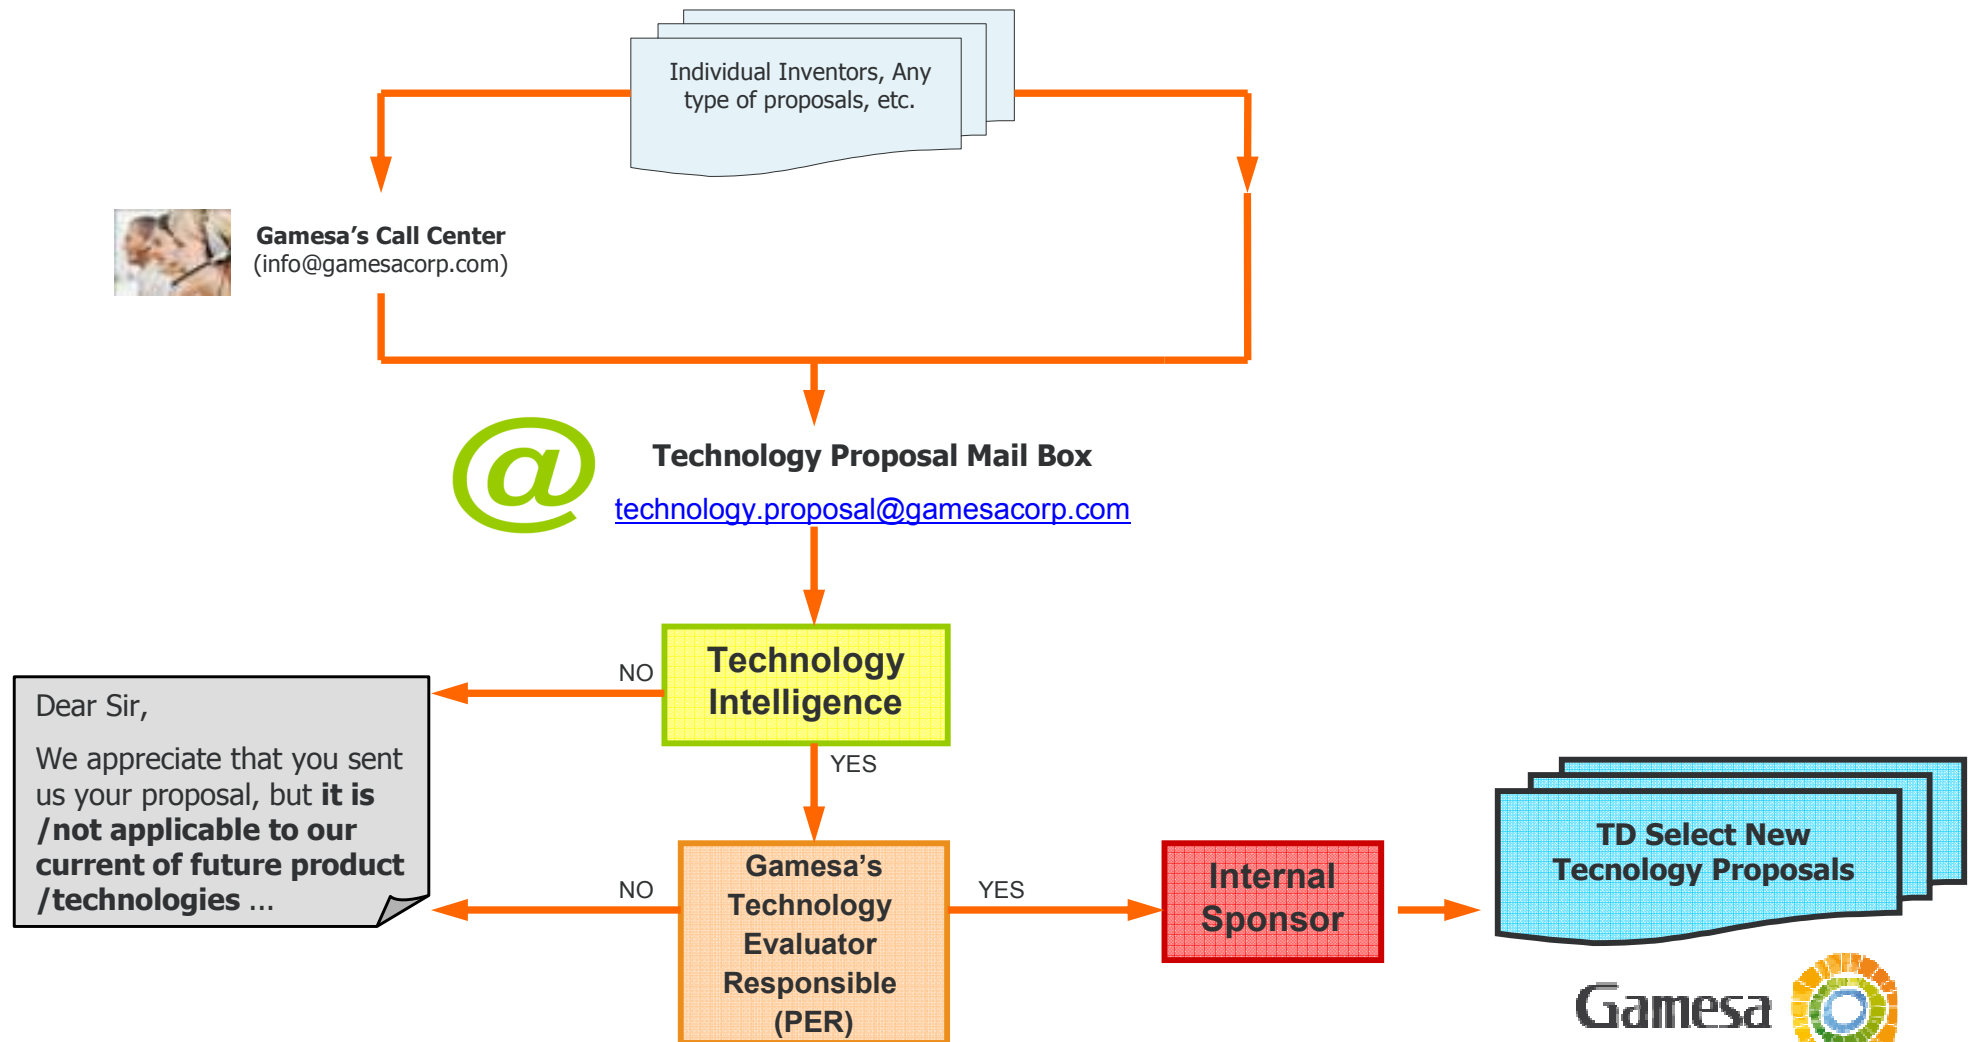 Individual Inventors, Any
type of proposals, etc.
Gamesa's Call Center
(info@gamesacorp.com)
@
Technology Proposal Mail Box
technology.proposal@gamesacorp.com
Technology
Intelligence
NO
YES
Dear Sir,
We appreciate that you sent
us your proposal, but it is
/not applicable to our
current of future product
/technologies ...
NO
Gamesa's
Technology
Evaluator
Responsible
(PER)
YES
Internal
Sponsor
TD Select New
Tecnology Proposals
Gamesa